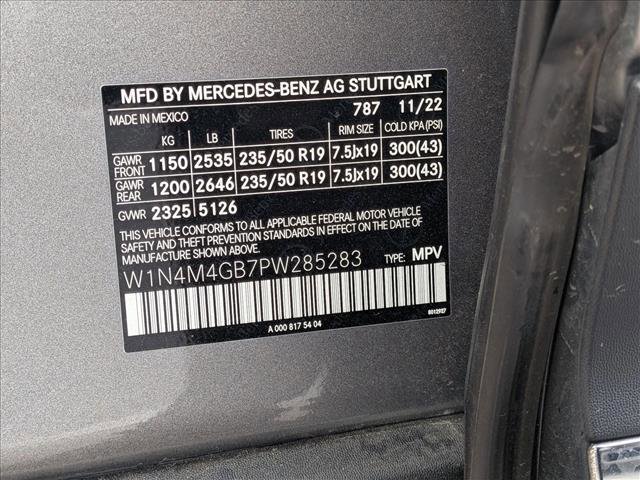 MFD BY MERCEDES-BENZ AG STUTTGART
MADE IN MEXICO 787 11/22
KG LB TIRES RIM SIZE COLD KPA (PSI)
GAWR FRONT 1150 2535 235/50 R19 7.5Jx19 300(43)
GAWR REAR 1200 2646 235/50 R19 7.5Jx19 300(43)
GVWR 2325 5126
THIS VEHICLE CONFORMS TO ALL APPLICABLE FEDERAL MOTOR VEHICLE
SAFETY AND THEFT PREVENTION STANDARDS IN EFFECT ON THE DATE OF
MANUFACTURE SHOWN ABOVE.
W1N4M4GB7PW285283 TYPE: MPV
A 000 817 54 04